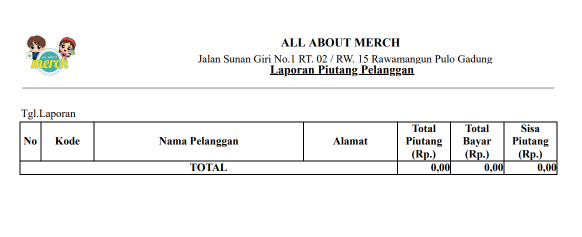 ALL ABOUT MERCH
ALL ABOUT
merch
Jalan Sunan Giri No.1 RT. 02 / RW. 15 Rawamangun Pulo Gadung
Laporan Piutang Pelanggan
Tgl.Laporan
No Kode Nama Pelanggan Alamat Total Piutang (Rp.) Total Bayar (Rp.) Sisa Piutang (Rp.)
TOTAL 0,00 0,00 0,00